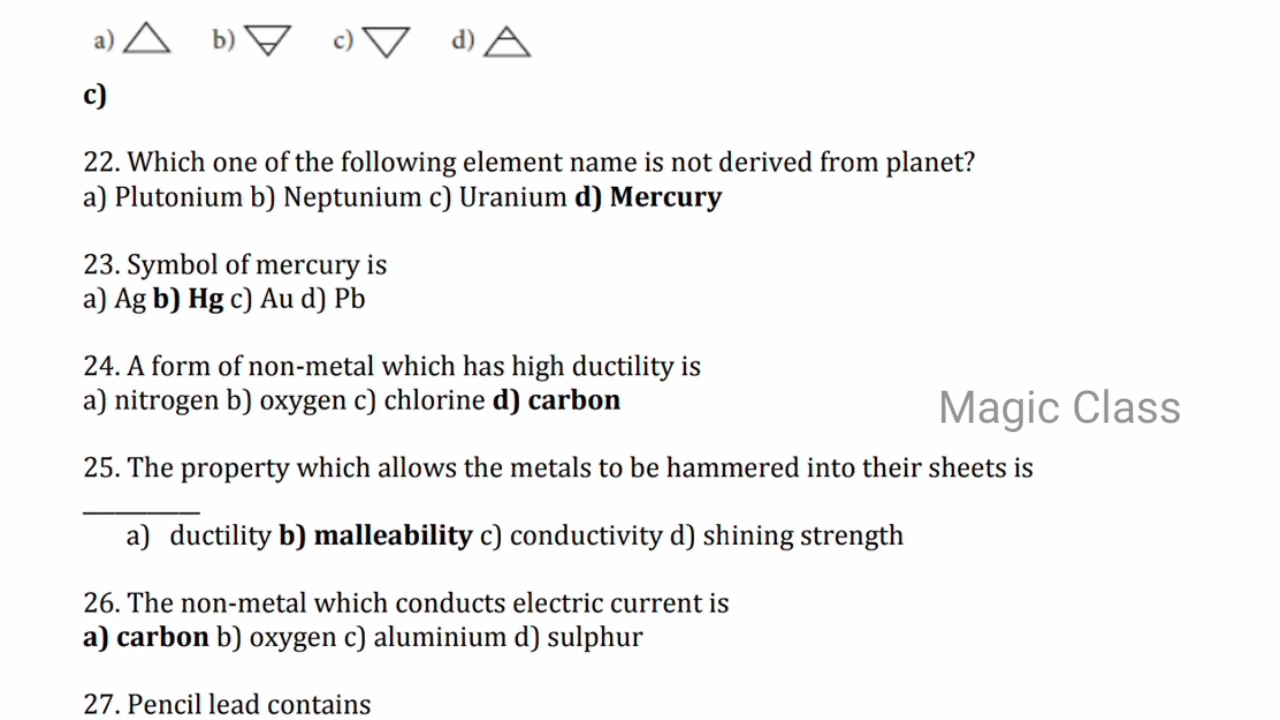 a) b) c) d)
c)
22. Which one of the following element name is not derived from planet?
a) Plutonium b) Neptunium c) Uranium d) Mercury
23. Symbol of mercury is
a) Ag b) Hg c) Au d) Pb
24. A form of non-metal which has high ductility is
a) nitrogen b) oxygen c) chlorine d) carbon
Magic Class
25. The property which allows the metals to be hammered into their sheets is
_________
a) ductility b) malleability c) conductivity d) shining strength
26. The non-metal which conducts electric current is
a) carbon b) oxygen c) aluminium d) sulphur
27. Pencil lead contains